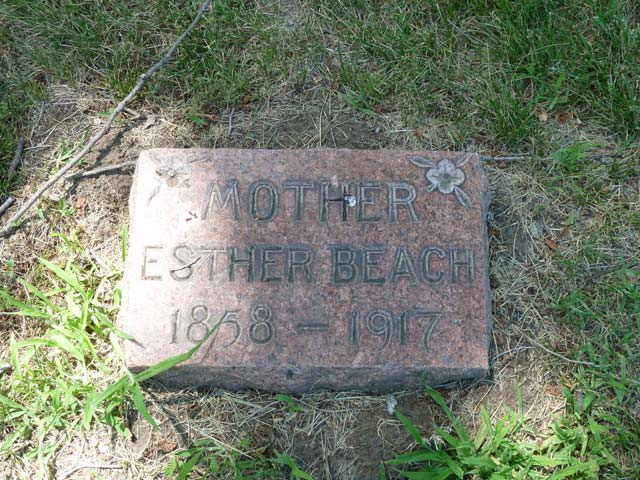 MOTHER
ESTHER BEACH
1858 — 1917